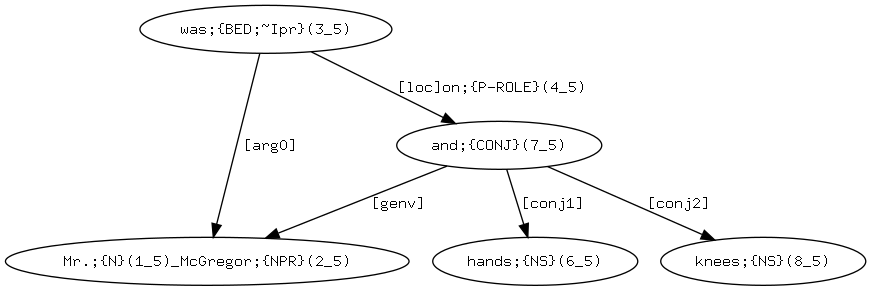 was;{BED;~Ipr}(3_5)
[loc]on;{P-ROLE}(4_5)
and;{CONJ}(7_5)
[arg0]
[genv]
[conj1]
[conj2]
Mr.;{N}(1_5)_McGregor;{NPR}(2_5)
hands;{NS}(6_5)
knees;{NS}(8_5)